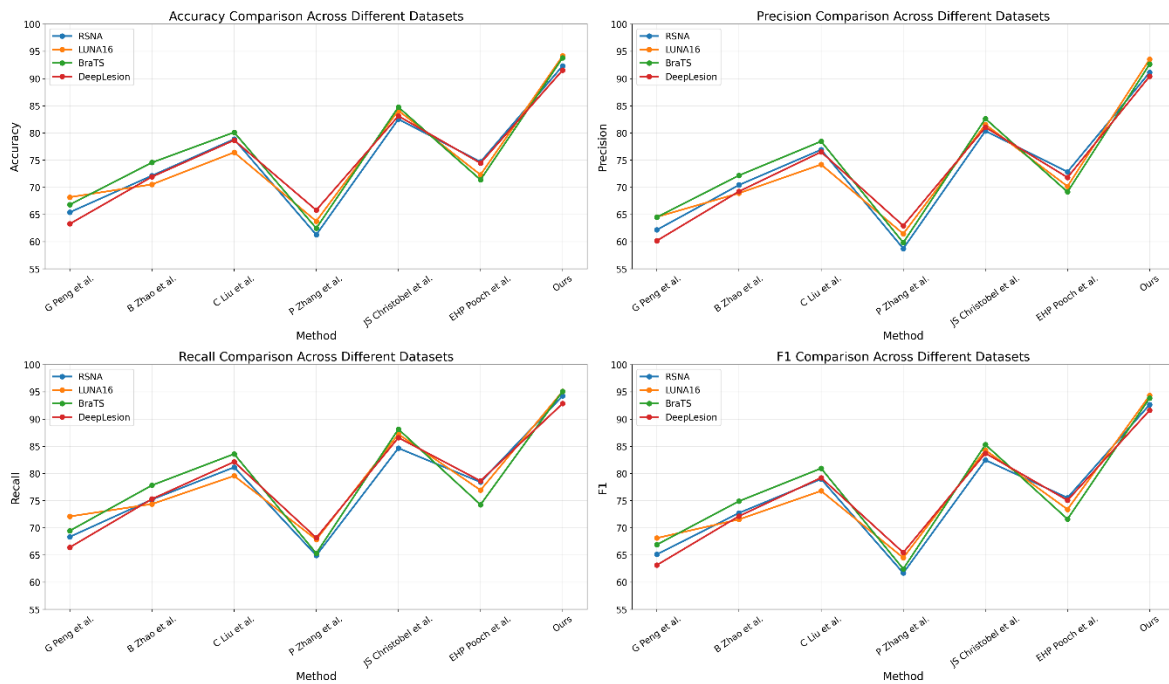 Accuracy Comparison Across Different Datasets
RSNA
LUNA16
BraTS
DeepLesion
100
95
90
85
80
75
70
65
60
55
Accuracy
G Peng et al.
B Zhao et al.
C Liu et al.
P Zhang et al.
JS Christobel et al.
EHP Pooch et al.
Ours
Method
Precision Comparison Across Different Datasets
RSNA
LUNA16
BraTS
DeepLesion
100
95
90
85
80
75
70
65
60
55
Precision
G Peng et al.
B Zhao et al.
C Liu et al.
P Zhang et al.
JS Christobel et al.
EHP Pooch et al.
Ours
Method
Recall Comparison Across Different Datasets
RSNA
LUNA16
BraTS
DeepLesion
100
95
90
85
80
75
70
65
60
55
Recall
G Peng et al.
B Zhao et al.
C Liu et al.
P Zhang et al.
JS Christobel et al.
EHP Pooch et al.
Ours
Method
F1 Comparison Across Different Datasets
RSNA
LUNA16
BraTS
DeepLesion
100
95
90
85
80
75
70
65
60
55
F1
G Peng et al.
B Zhao et al.
C Liu et al.
P Zhang et al.
JS Christobel et al.
EHP Pooch et al.
Ours
Method